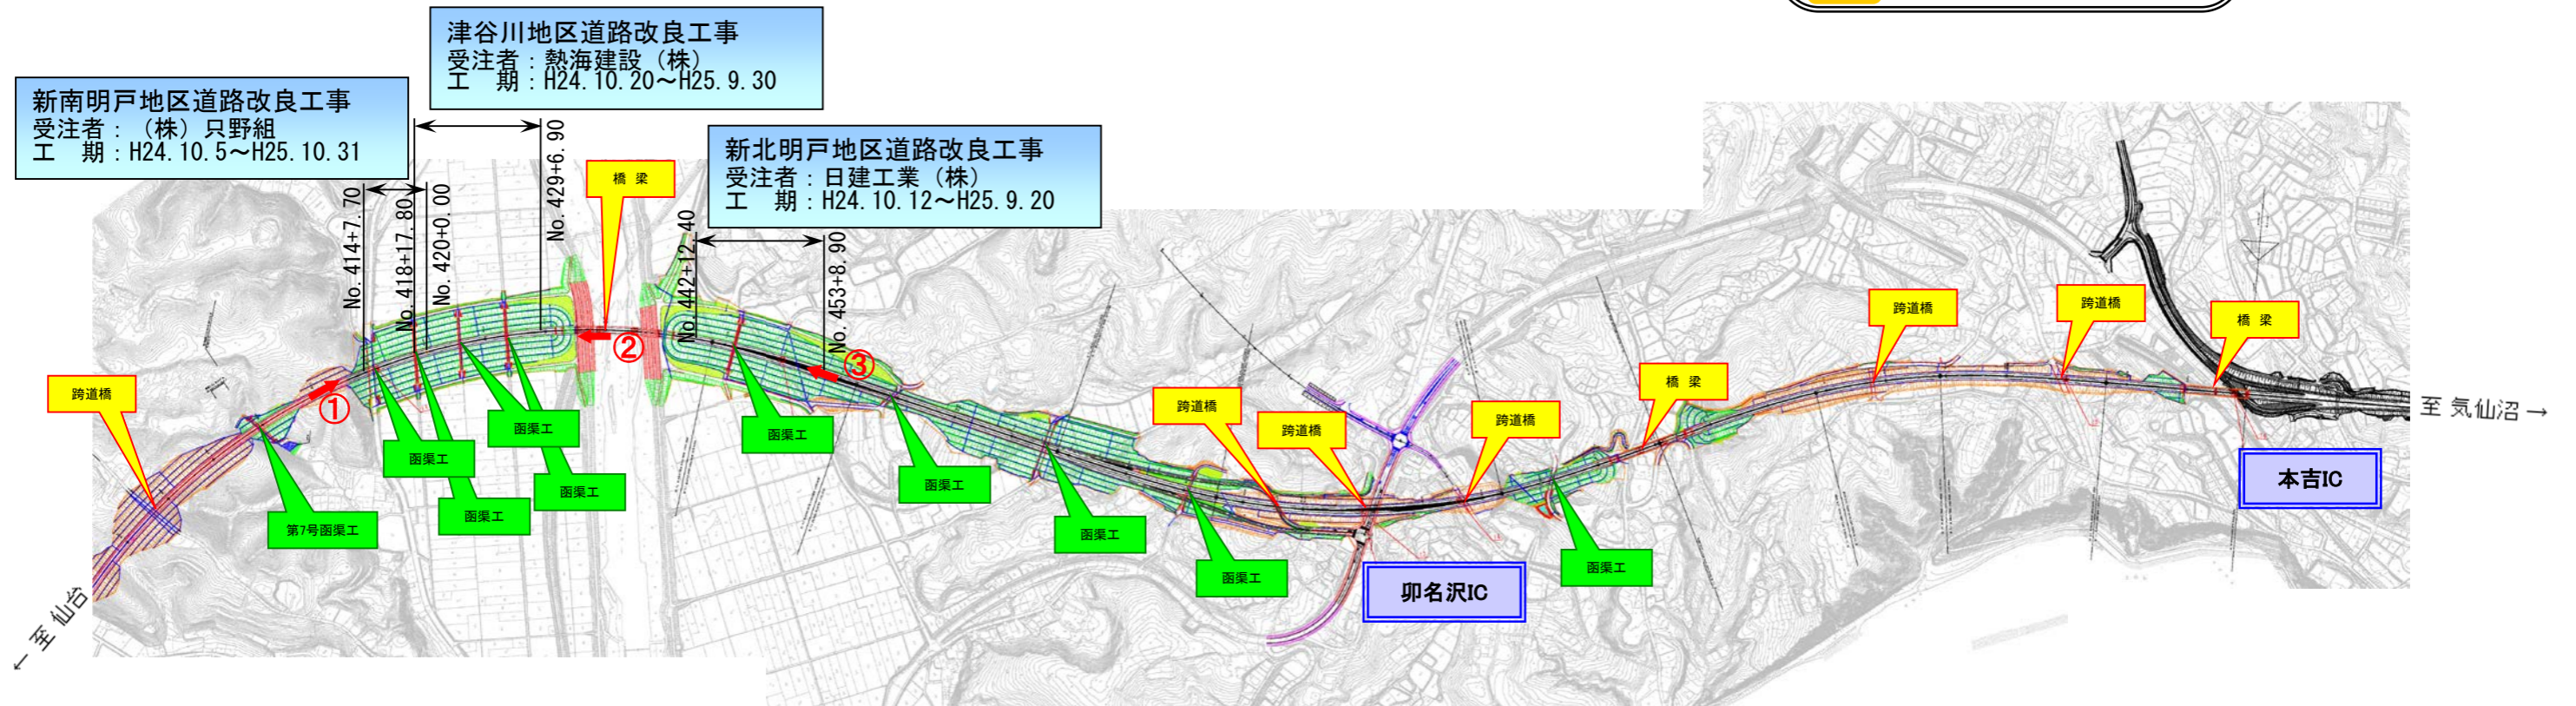 津谷川地区道路改良工事
受注者：熱海建設（株）
工　期：H24.10.20～H25.9.30
新南明戸地区道路改良工事
受注者：（株）只野組
工　期：H24.10.5～H25.10.31
新北明戸地区道路改良工事
受注者：日建工業（株）
工　期：H24.10.12～H25.9.20
No.414+7.70
No.418+17.80
No.420+0.00
No.429+6.90
No.442+12.40
No.453+8.90
橋 梁
①
②
③
跨道橋
第7号函渠工
函渠工
函渠工
函渠工
函渠工
函渠工
函渠工
函渠工
函渠工
跨道橋
跨道橋
跨道橋
函渠工
橋 梁
跨道橋
跨道橋
橋 梁
卯名沢IC
本吉IC
← 至 仙台
至 気仙沼 →